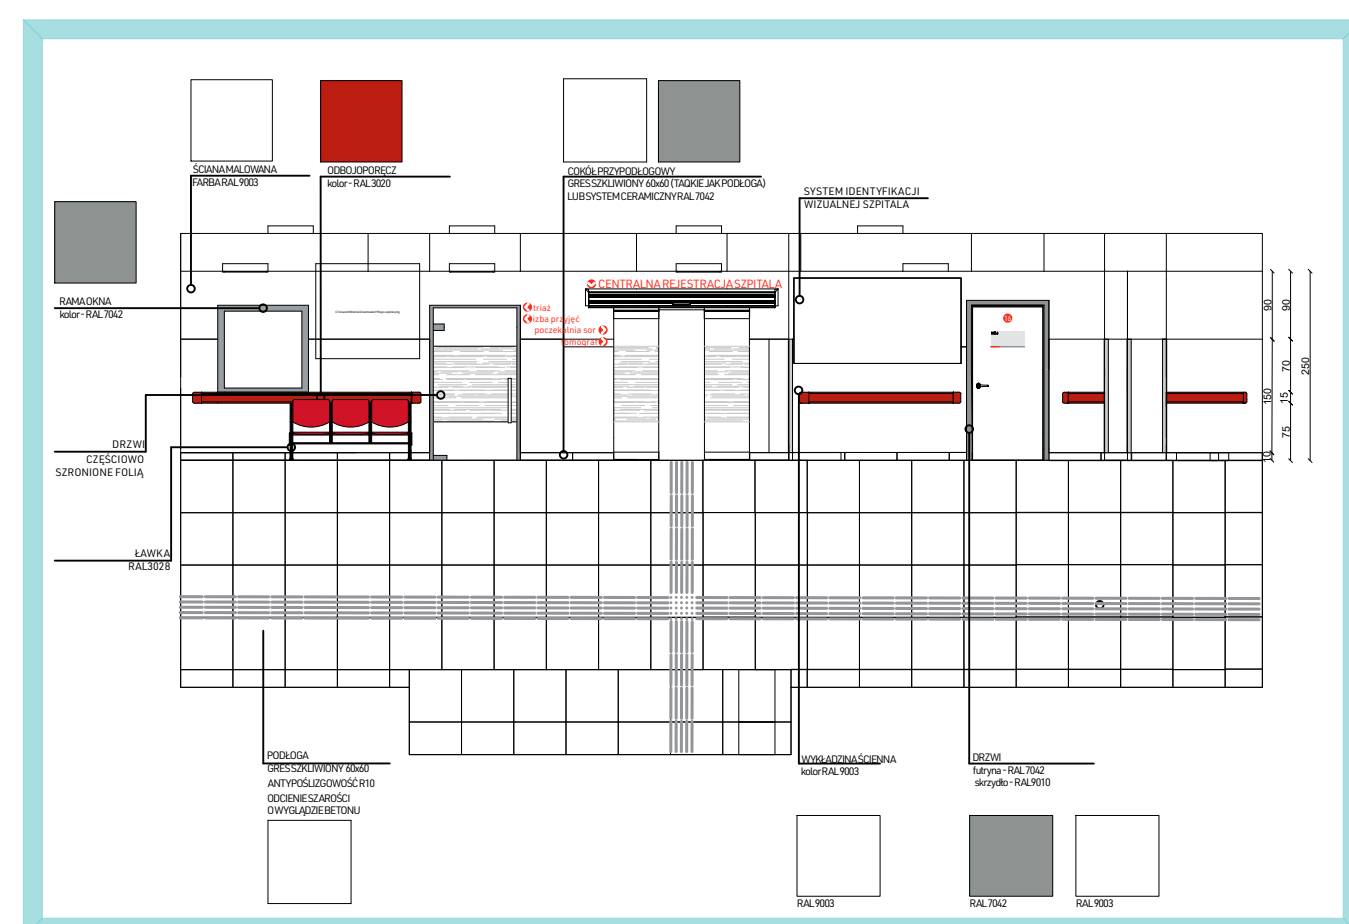 ŚCIANA MALOWANA
FARBA RAL 9003
ODBOJOPORĘCZ
kolor - RAL 3020
COKÓŁ PRZYPODŁOGOWY
GRES SZKLIWIONY 60x60 (TAQKIE JAK PODŁOGA)
LUB SYSTEM CERAMICZNY RAL 7042
SYSTEM IDENTYFIKACJI
WIZUALNEJ SZPITALA
RAMA OKNA
kolor - RAL 7042
CENTRALNA REJESTRACJA SZPITALA
triaż
izba przyjęć
poczekalnia sor
tomograf
90
90
70
250
150
15
75
10
DRZWI
CZĘŚCIOWO
SZRONIONE FOLIĄ
ŁAWKA
RAL 3028
PODŁOGA
GRES SZKLIWIONY 60x60
ANTYPOŚLIZGOWOŚĆ R10
ODCIENIE SZAROŚCI
O WYGLĄDZIE BETONU
WYKŁADZINA ŚCIENNA
kolor RAL 9003
DRZWI
futryna - RAL 7042
skrzydło - RAL 9010
RAL 9003
RAL 7042
RAL 9003